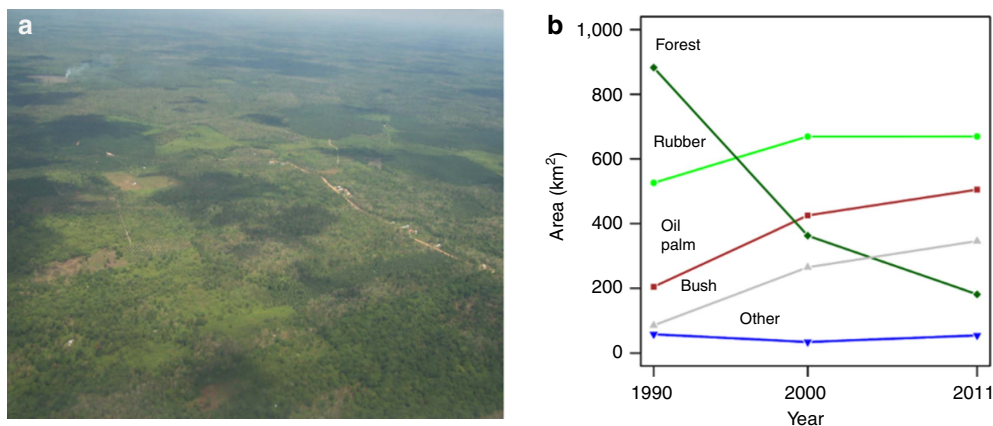 a
b
1,000
800
600
400
200
0
Area (km²)
Forest
Rubber
Oil
palm
Bush
Other
1990
2000
2011
Year